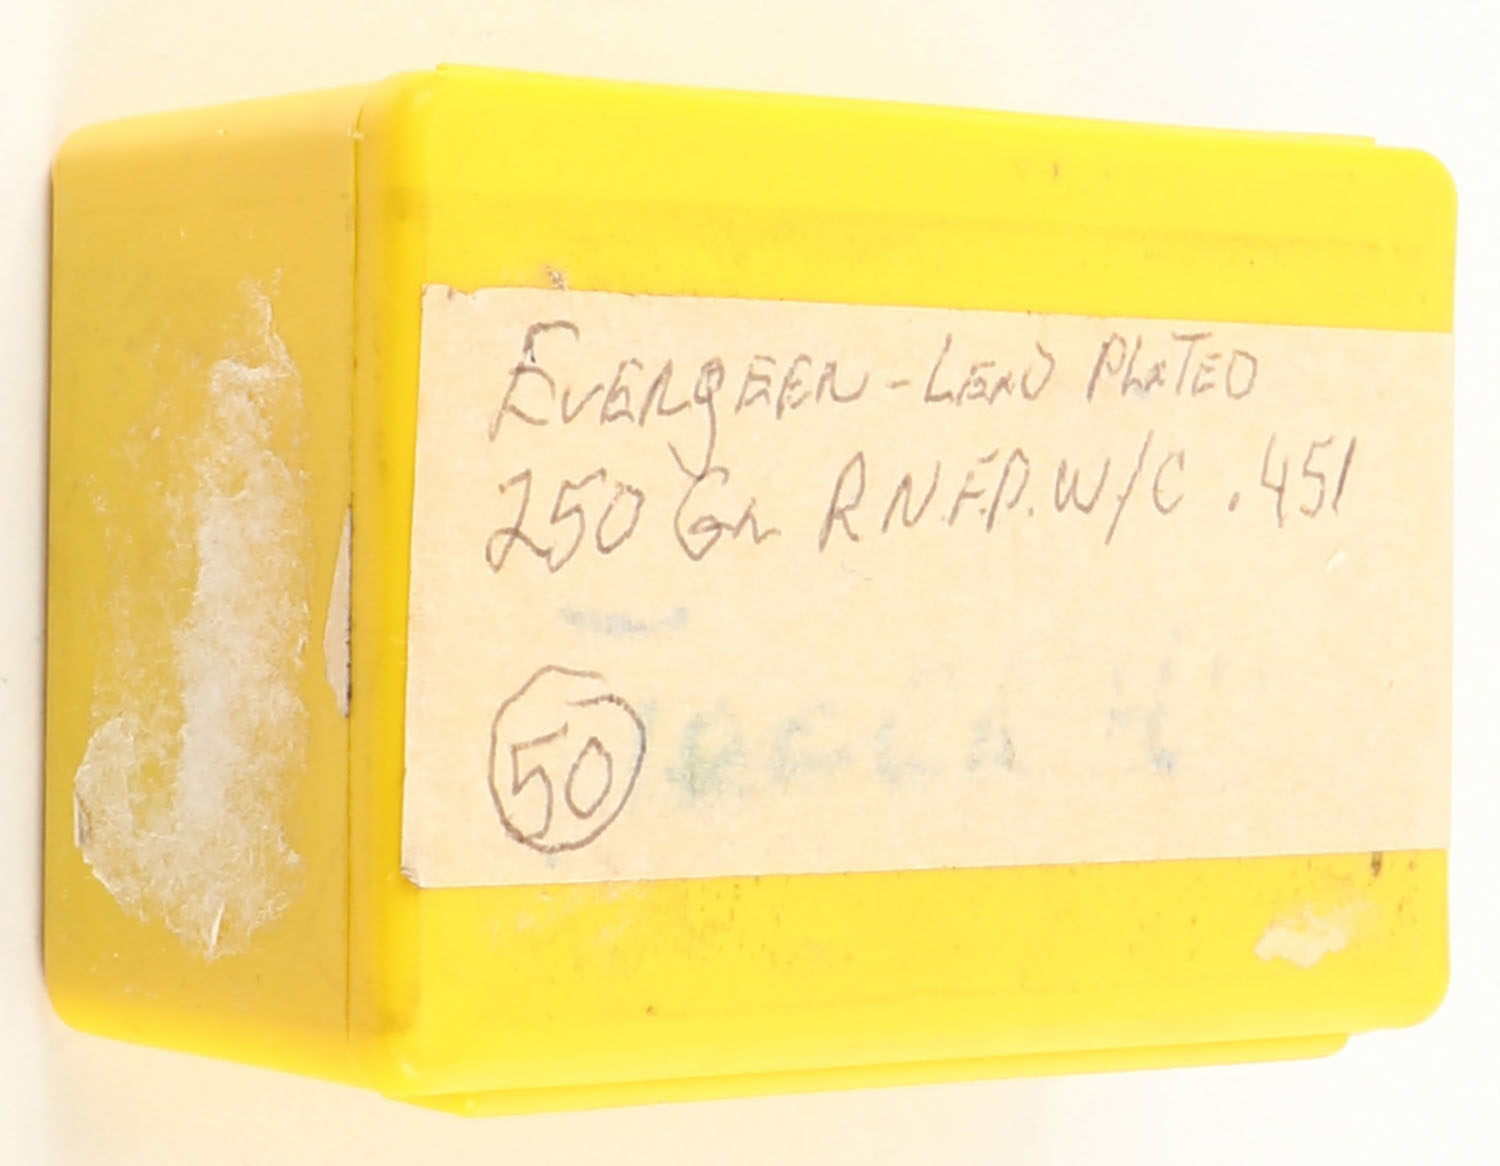 EVERgEEN - LEAD PLATED
250 Gr R.N.F.P. W/C .451
50